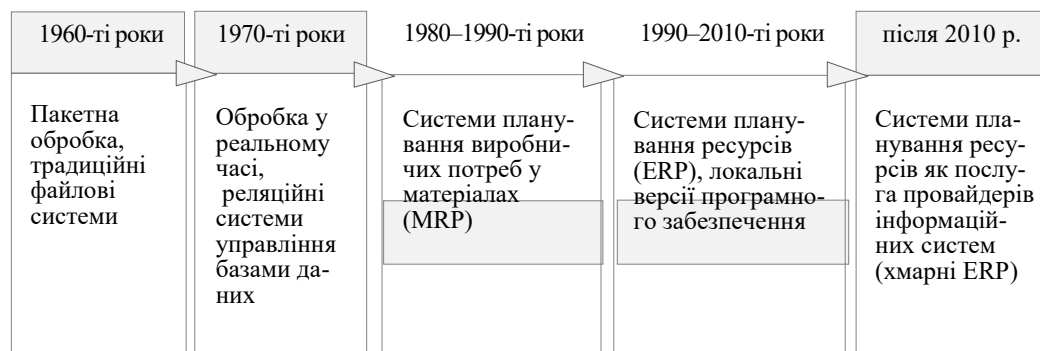 1960-ті роки
1970-ті роки
1980–1990-ті роки
1990–2010-ті роки
після 2010 р.
Пакетна
обробка,
традиційні
файлові
системи
Обробка у
реальному
часі,
реляційні
системи
управління
базами да-
них
Системи плану-
вання виробни-
чих потреб у
матеріалах
(MRP)
Системи плану-
вання ресурсів
(ERP), локальні
версії програмно-
го забезпечення
Системи пла-
нування ресу-
рсів як послу-
га провайдерів
інформацій-
них систем
(хмарні ERP)